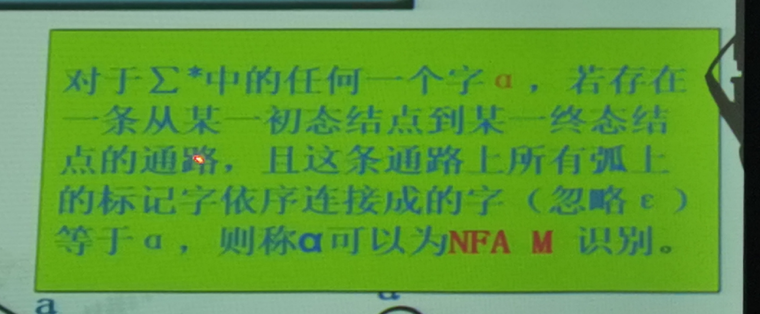 对于∑*中的任何一个字α，若存在
一条从某一初态结点到某一终态结
点的通路，且这条通路上所有弧上
的标记字依序连接成的字（忽略ε）
等于α，则称α可以为NFA M 识别。
a